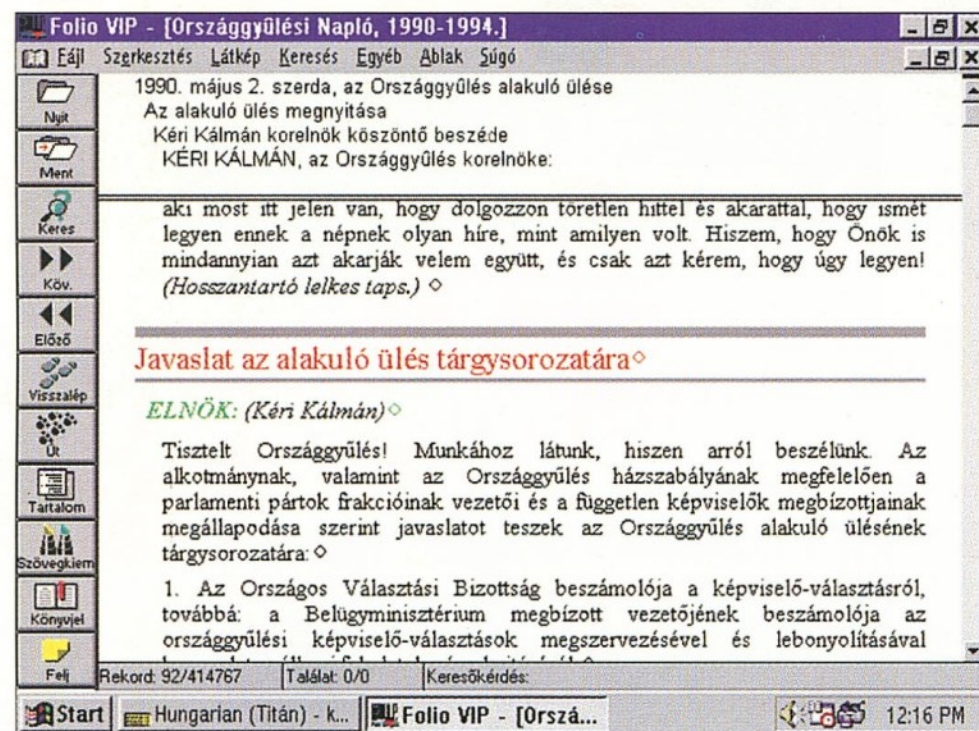 Folio VIP - [Országgyűlési Napló, 1990-1994.]
Fájl Szerkesztés Látkép Keresés Egyéb Ablak Súgó
Nyit
Ment
Keres
Köv.
Előző
Visszalép
Út
Tartalom
Szövegkiem
Könyvjel
Felj
1990. május 2. szerda, az Országgyűlés alakuló ülése
Az alakuló ülés megnyitása
Kéri Kálmán korelnök köszöntő beszéde
KÉRI KÁLMÁN, az Országgyűlés korelnöke:
aki most itt jelen van, hogy dolgozzon töretlen hittel és akarattal, hogy ismét
legyen ennek a népnek olyan híre, mint amilyen volt. Hiszem, hogy Önök is
mindannyian azt akarják velem együtt, és csak azt kérem, hogy úgy legyen!
(Hosszantartó lelkes taps.)
Javaslat az alakuló ülés tárgysorozatára
ELNÖK: (Kéri Kálmán)
Tisztelt Országgyűlés! Munkához látunk, hiszen arról beszélünk. Az
alkotmánynak, valamint az Országgyűlés házszabályának megfelelően a
parlamenti pártok frakcióinak vezetői és a független képviselők megbízottjainak
megállapodása szerint javaslatot teszek az Országgyűlés alakuló ülésének
tárgysorozatára:
1. Az Országos Választási Bizottság beszámolója a képviselő-választásról,
továbbá: a Belügyminisztérium megbízott vezetőjének beszámolója az
országgyűlési képviselő-választások megszervezésével és lebonyolításával
Rekord: 92/414767 Találat: 0/0 Keresőkérdés:
Start Hungarian (Titán) - k... Folio VIP - [Orszá... 12:16 PM